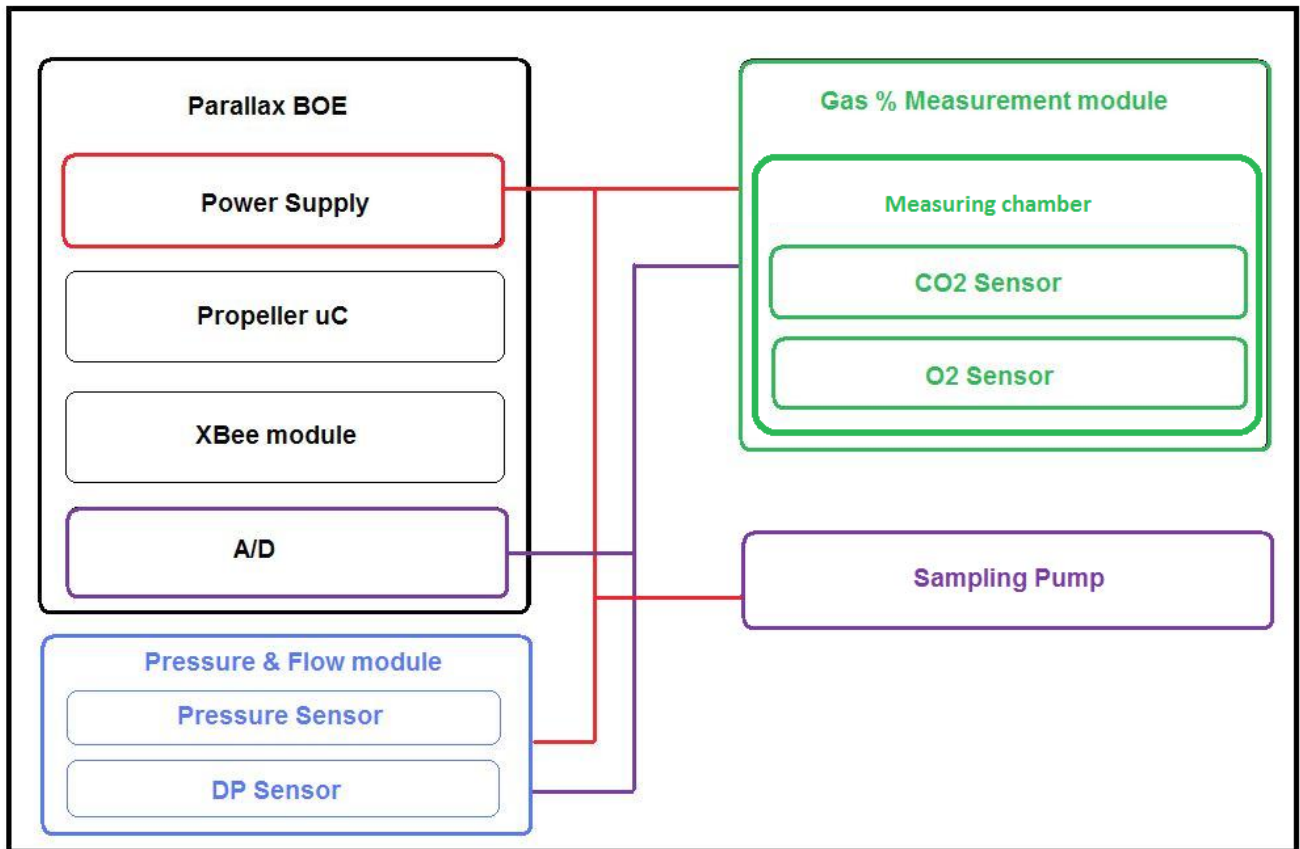 Parallax BOE
Power Supply
Propeller uC
XBee module
A/D
Pressure & Flow module
Pressure Sensor
DP Sensor
Gas % Measurement module
Measuring chamber
CO2 Sensor
O2 Sensor
Sampling Pump